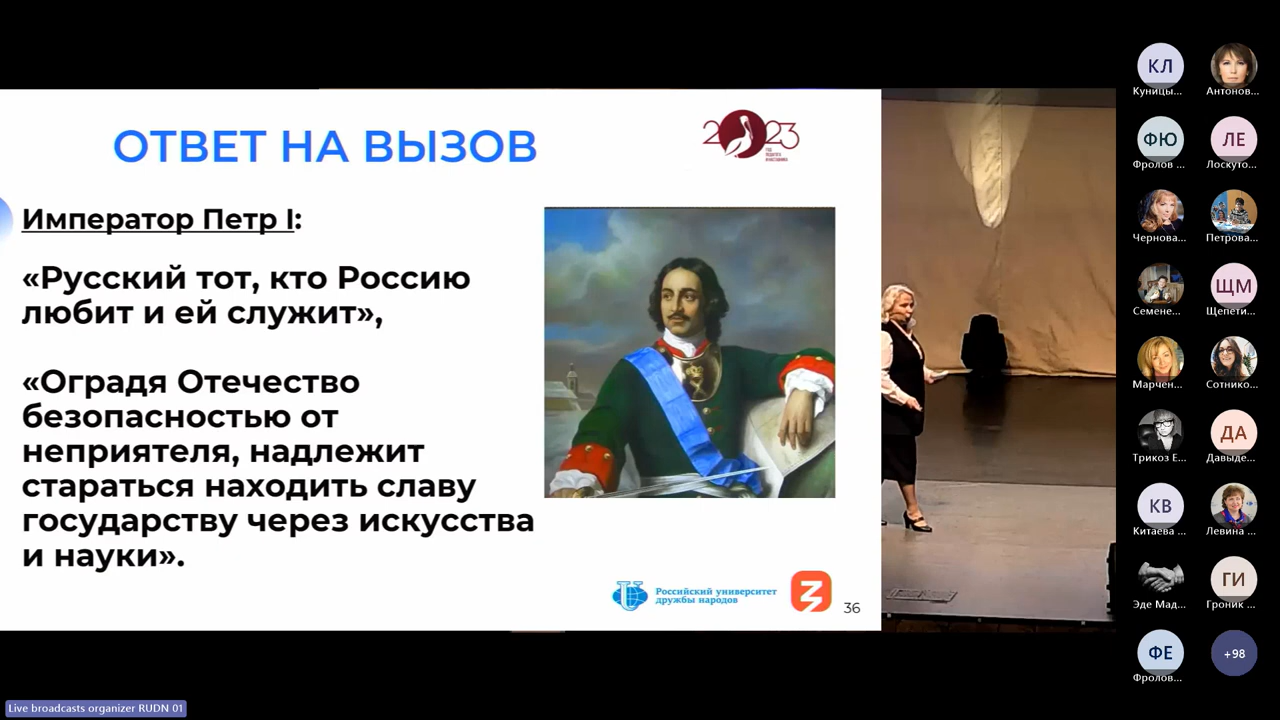 ОТВЕТ НА ВЫЗОВ
2023
Император Петр I:
«Русский тот, кто Россию
любит и ей служит»,
«Оградя Отечество
безопасностью от
неприятеля, надлежит
стараться находить славу
государству через искусства
и науки».
Российский университет
дружбы народов
36
КЛ
Куницы...
Антонов...
ФЮ
Фролов ...
ЛЕ
Лоскуто...
Чернова...
Петрова...
Семене...
ЩМ
Щепети...
Марчен...
Сотнико...
Трикоз Е...
ДА
Давыде...
КВ
Китаева ...
Левина ...
Эде Мад...
ГИ
Гроник ...
ФЕ
Фролов...
+98
Live broadcasts organizer RUDN 01